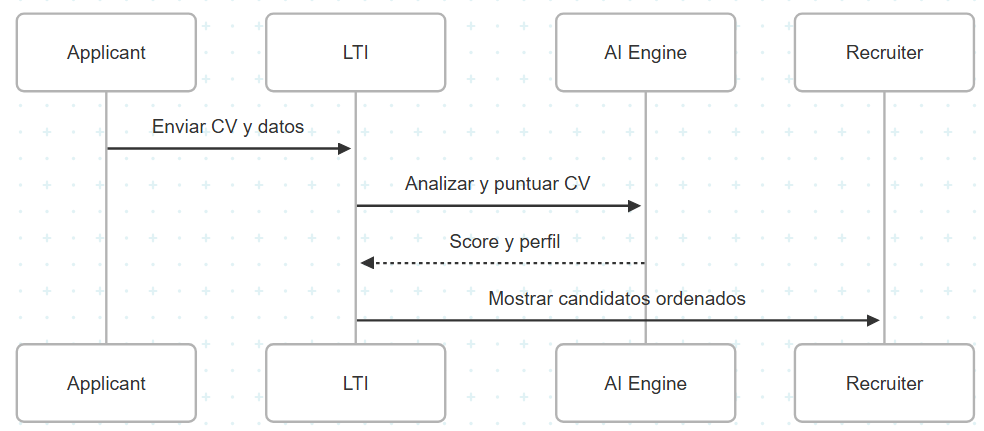 Applicant
LTI
AI Engine
Recruiter
Enviar CV y datos
Analizar y puntuar CV
Score y perfil
Mostrar candidatos ordenados
Applicant
LTI
AI Engine
Recruiter